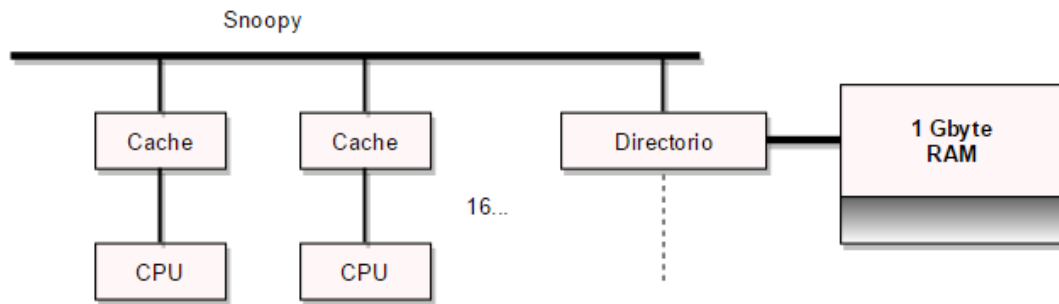 Snoopy
Cache
Cache
Directorio
1 Gbyte
RAM
16...
CPU
CPU